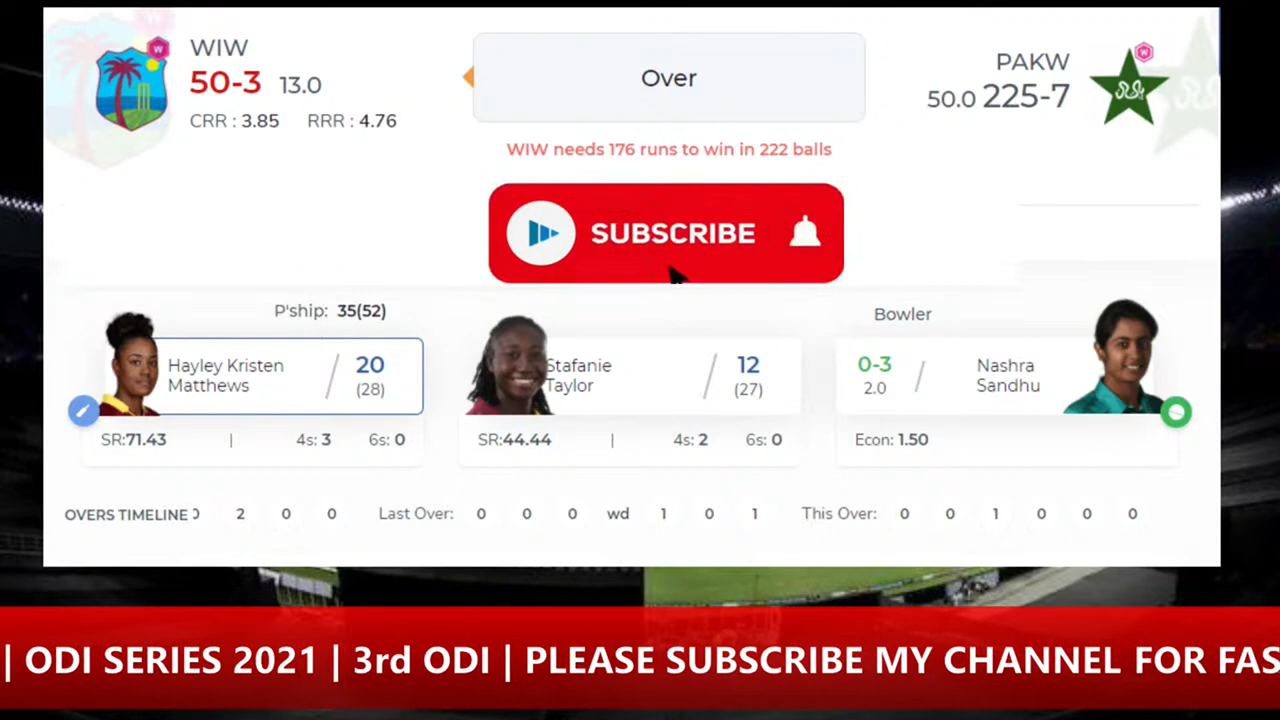 WIW
50-3 13.0
CRR : 3.85 RRR : 4.76
Over
WIW needs 176 runs to win in 222 balls
PAKW
50.0 225-7
SUBSCRIBE
P'ship: 35(52)
Bowler
Hayley Kristen
Matthews
20
(28)
SR:71.43 | 4s: 3 6s: 0
Stafanie
Taylor
12
(27)
SR:44.44 | 4s: 2 6s: 0
0-3
2.0
Nashra
Sandhu
Econ: 1.50
OVERS TIMELINE 0 2 0 0 Last Over: 0 0 0 wd 1 0 1 This Over: 0 0 1 0 0 0
| ODI SERIES 2021 | 3rd ODI | PLEASE SUBSCRIBE MY CHANNEL FOR FAS